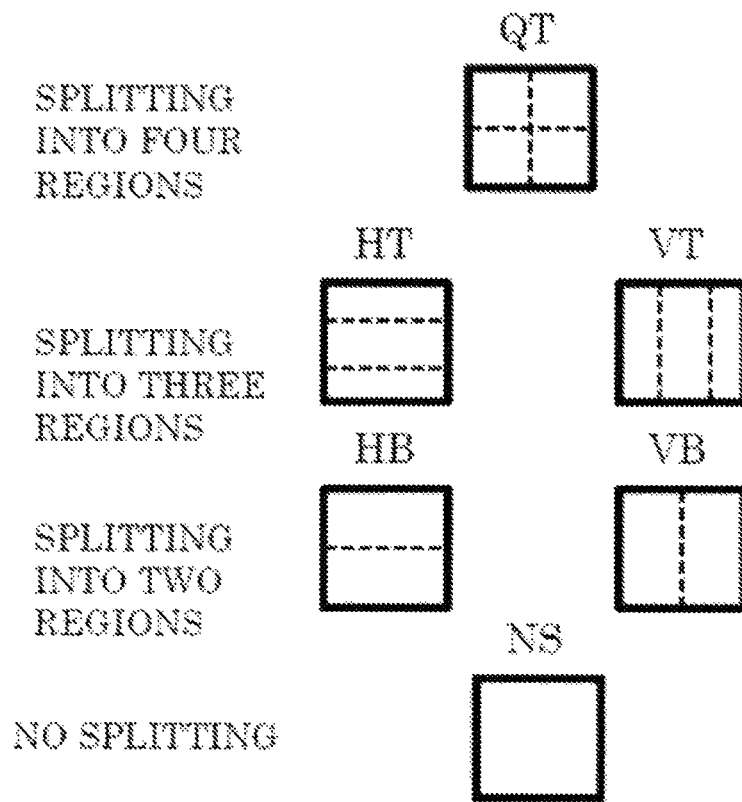 QT
SPLITTING
INTO FOUR
REGIONS
HT VT
SPLITTING
INTO THREE
REGIONS
HB VB
SPLITTING
INTO TWO
REGIONS
NS
NO SPLITTING